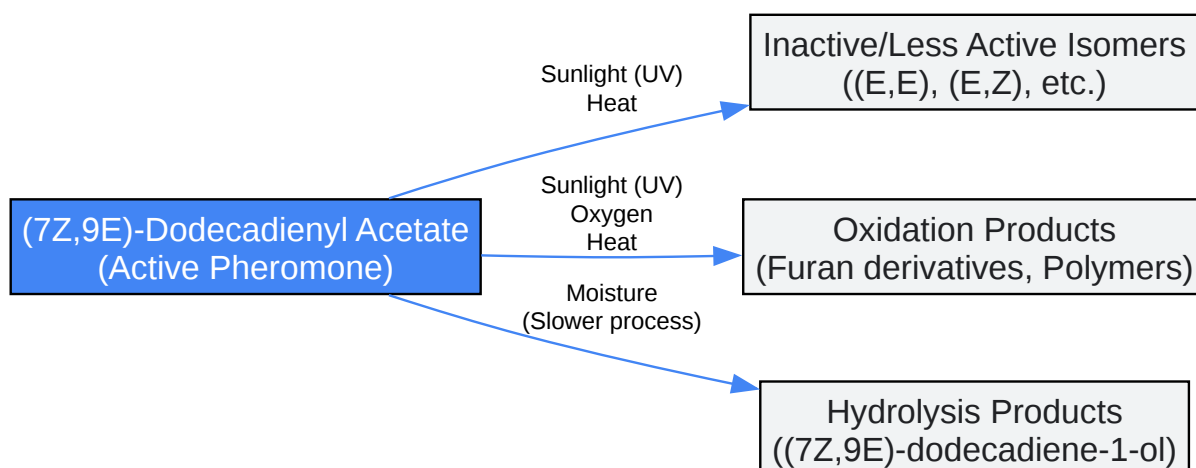 Inactive/Less Active Isomers
((E,E), (E,Z), etc.)
Sunlight (UV)
Heat
(7Z,9E)-Dodecadienyl Acetate
(Active Pheromone)
Sunlight (UV)
Oxygen
Heat
Oxidation Products
(Furan derivatives, Polymers)
Moisture
(Slower process)
Hydrolysis Products
((7Z,9E)-dodecadiene-1-ol)